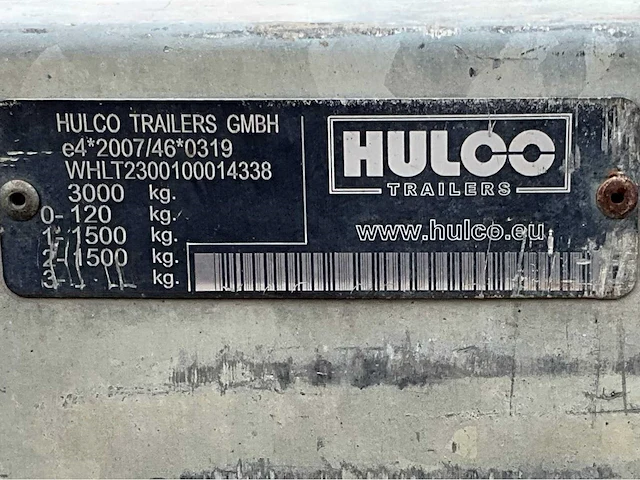 HULCO TRAILERS GMBH
e4*2007/46*0319
WHLT2300100014338
3000 kg.
0- 120 kg.
1- 1500 kg.
2- 1500 kg.
3- kg.
HULCO
TRAILERS
www.hulco.eu